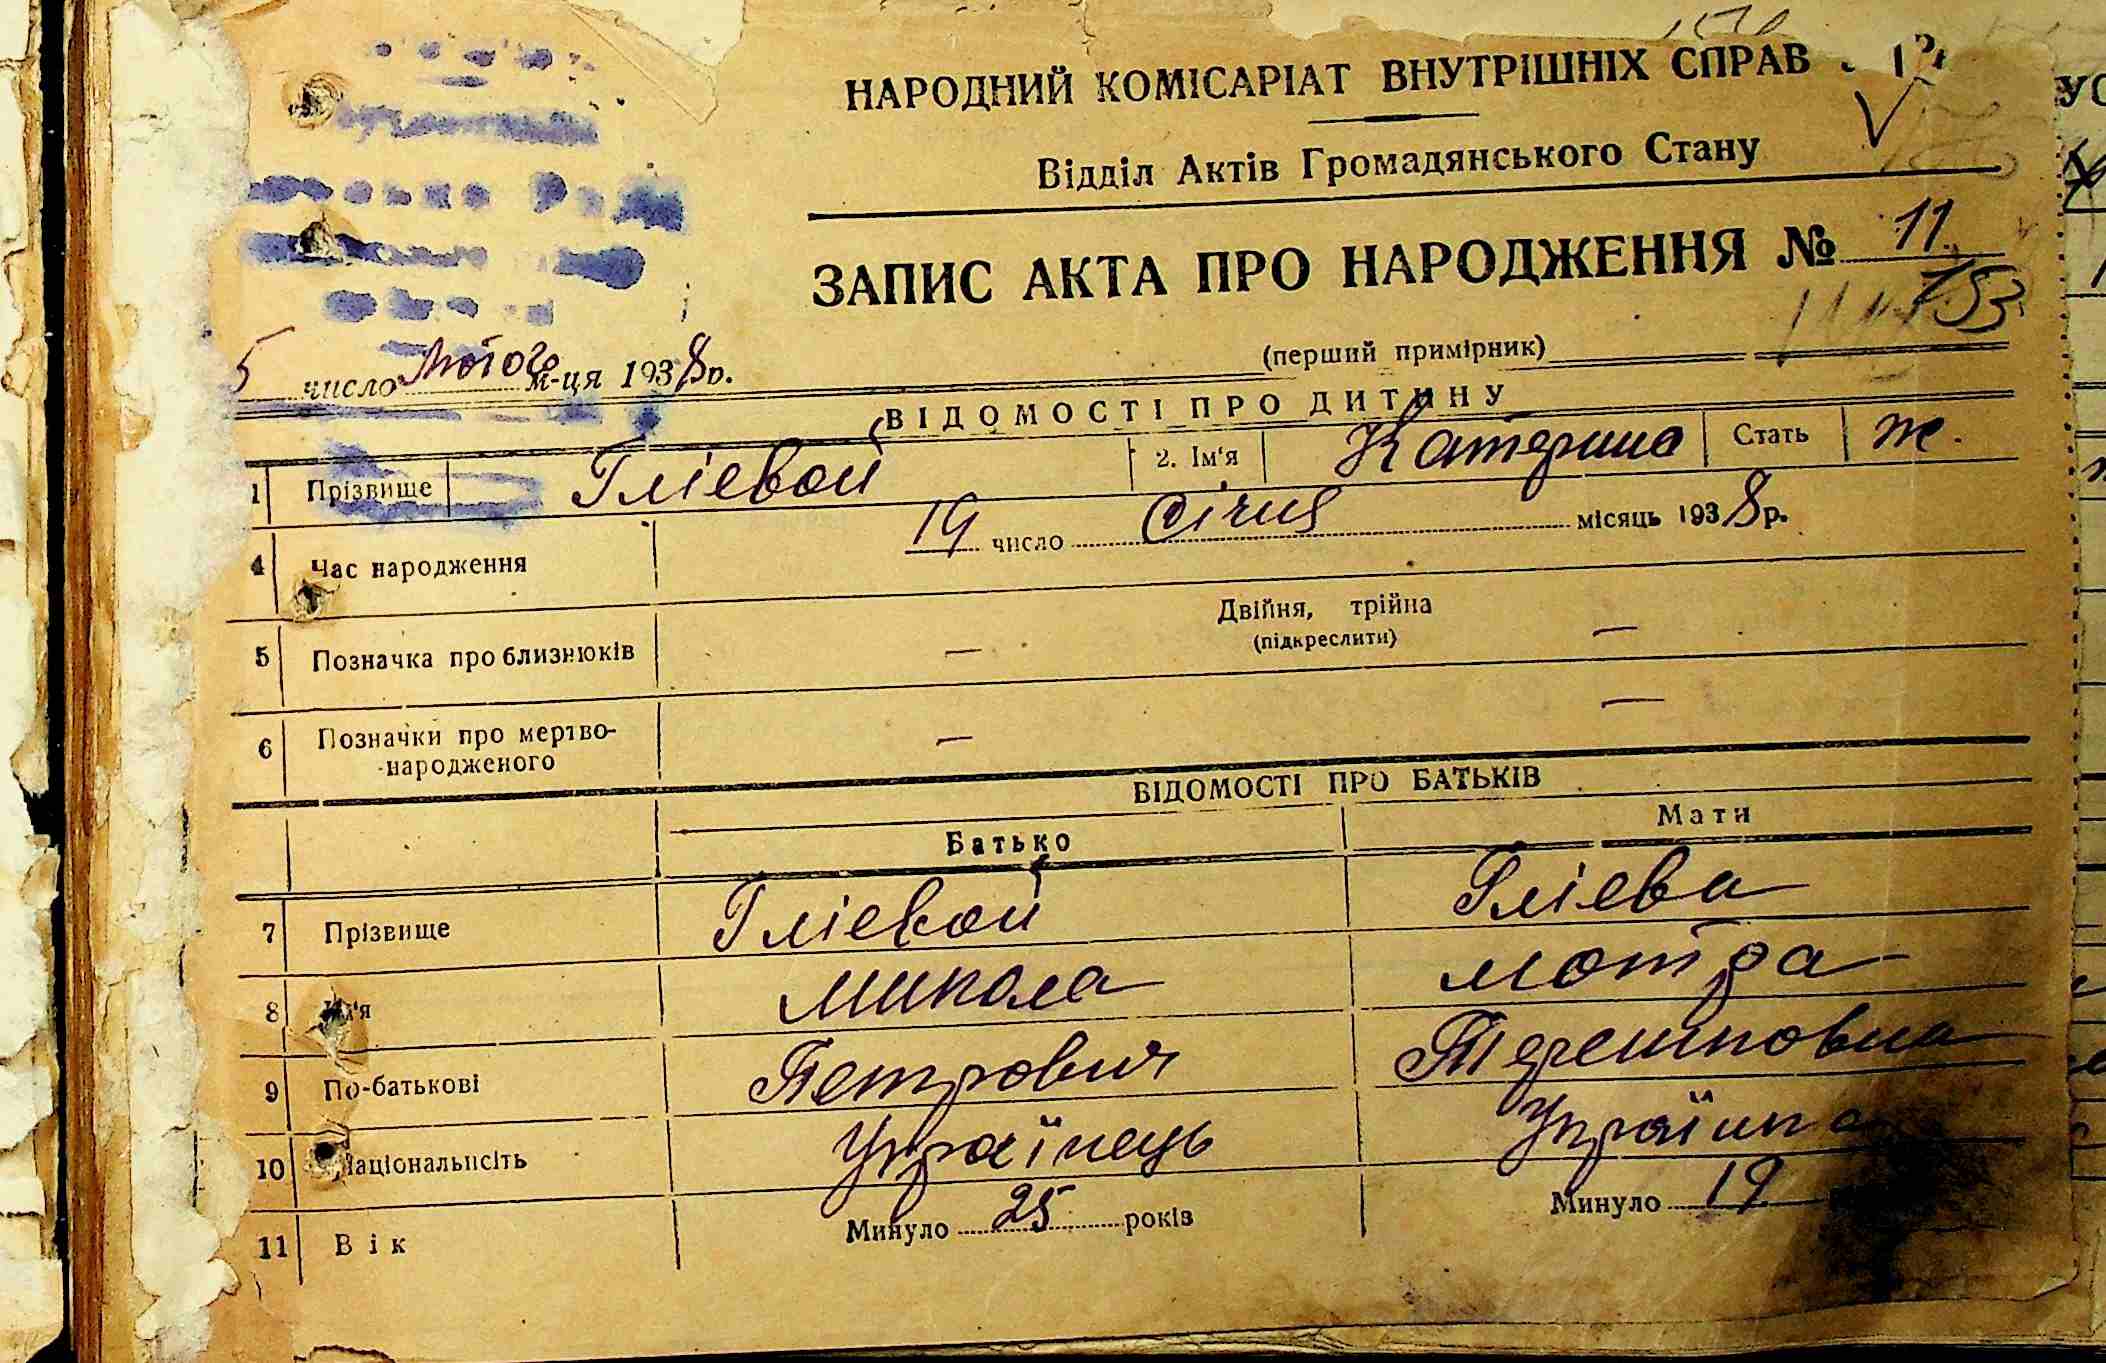 НАРОДНИЙ КОМІСАРІАТ ВНУТРІШНІХ СПРАВ
Відділ Актів Громадянського Стану
ЗАПИС АКТА ПРО НАРОДЖЕННЯ № 11
153
(перший примірник)
5 число Лютого м-ця 1938 р.
ВІДОМОСТІ ПРО ДИТИНУ
1 Прізвище Глієвой 2. Ім'я Катерина Стать ж.
4 Час народження 19 число Січня місяць 1938 р.
5 Позначка про близнюків — Двійня, трійна —
(підкреслити)
6 Позначки про мертво- — —
народженого
ВІДОМОСТІ ПРО БАТЬКІВ
Батько Мати
7 Прізвище Глієвой Глієва
8 Ім'я Микола Мотра
9 По-батькові Петрович Терешковна
10 Національність Українець Українка
11 Вік Минуло 25 років Минуло 19